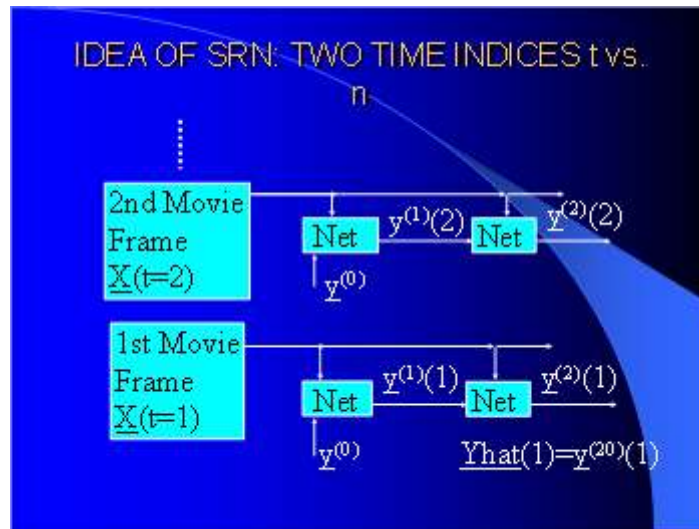 IDEA OF SRN: TWO TIME INDICES t vs.
n
2nd Movie
Frame
X(t=2)
Net
y⁽¹⁾(2)
Net
y⁽²⁾(2)
y⁽⁰⁾
1st Movie
Frame
X(t=1)
Net
y⁽¹⁾(1)
Net
y⁽²⁾(1)
y⁽⁰⁾
Yhat(1)=y⁽²⁰⁾(1)